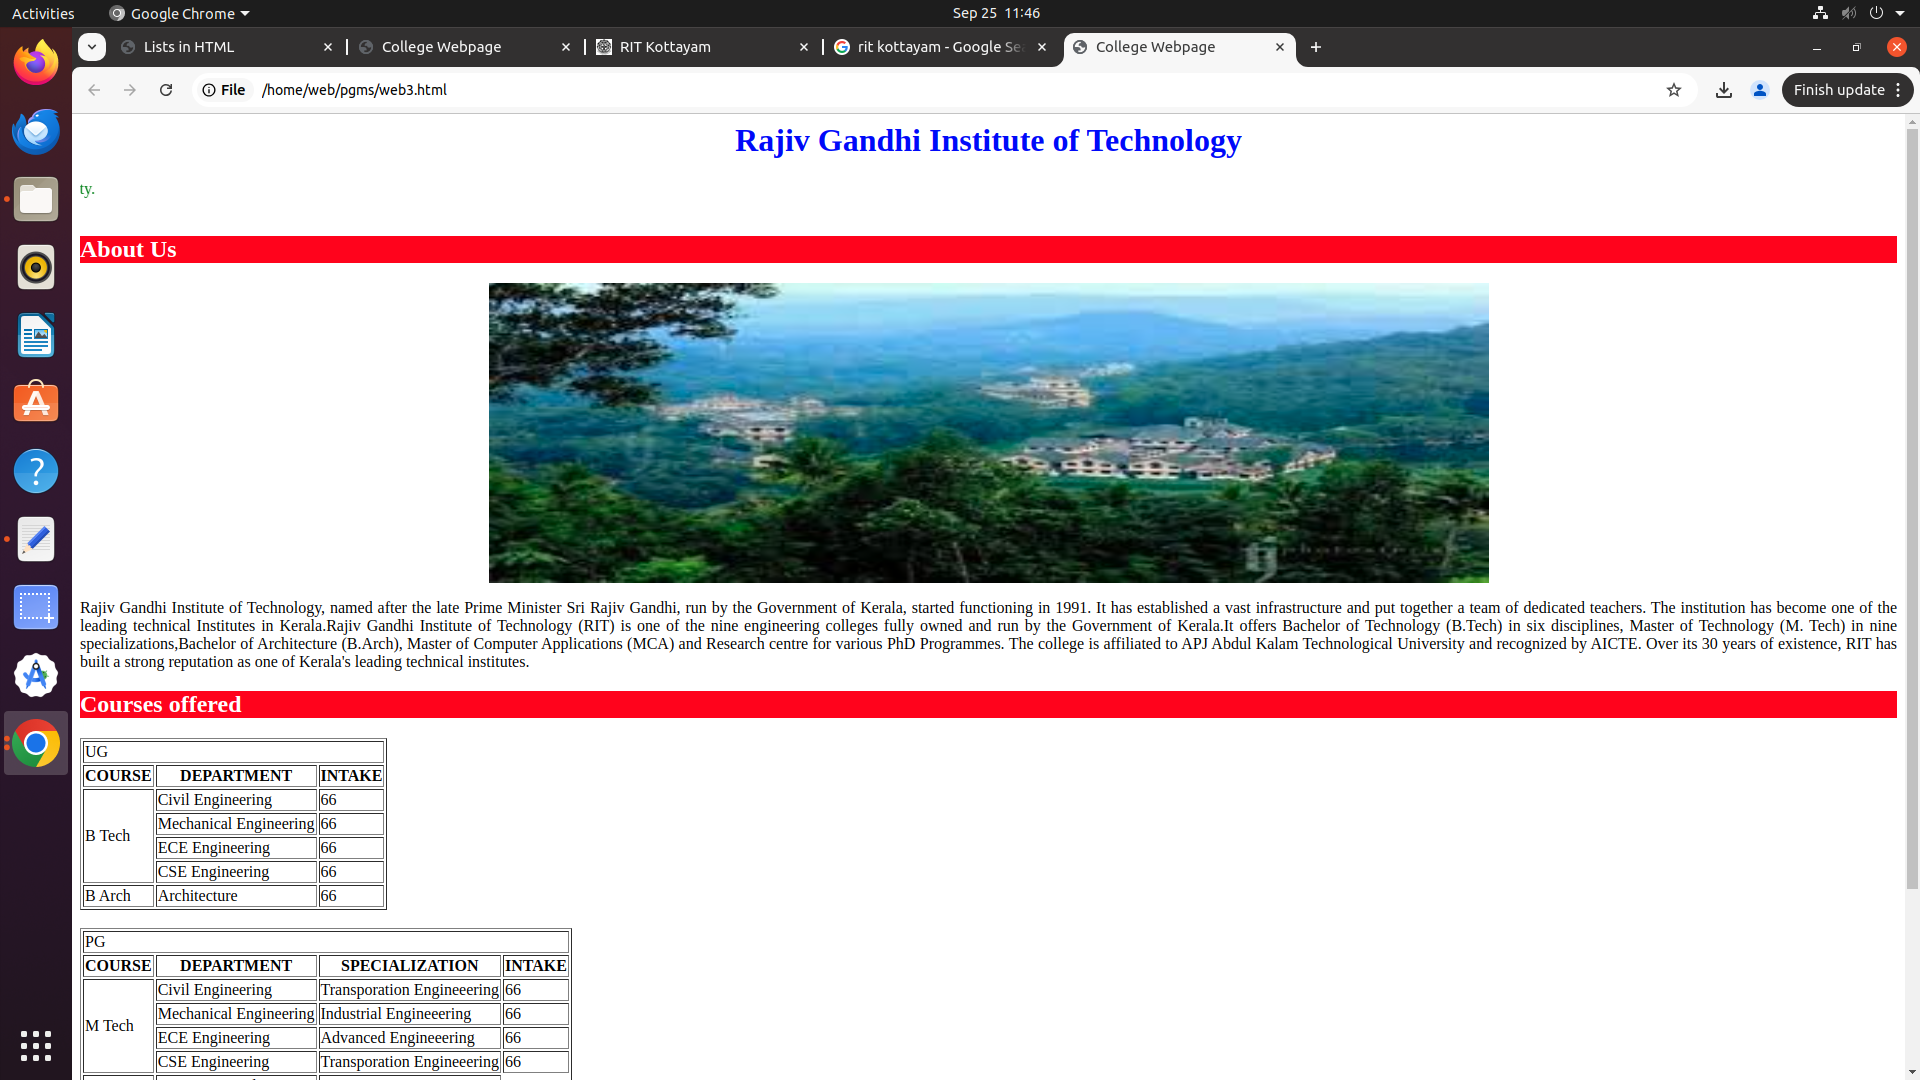 Activities
Google Chrome
Sep 25 11:46
Lists in HTML
College Webpage
RIT Kottayam
rit kottayam - Google Se
College Webpage
File
/home/web/pgms/web3.html
Finish update
Rajiv Gandhi Institute of Technology
ty.
About Us
Rajiv Gandhi Institute of Technology, named after the late Prime Minister Sri Rajiv Gandhi, run by the Government of Kerala, started functioning in 1991. It has established a vast infrastructure and put together a team of dedicated teachers. The institution has become one of the
leading technical Institutes in Kerala.Rajiv Gandhi Institute of Technology (RIT) is one of the nine engineering colleges fully owned and run by the Government of Kerala.It offers Bachelor of Technology (B.Tech) in six disciplines, Master of Technology (M. Tech) in nine
specializations,Bachelor of Architecture (B.Arch), Master of Computer Applications (MCA) and Research centre for various PhD Programmes. The college is affiliated to APJ Abdul Kalam Technological University and recognized by AICTE. Over its 30 years of existence, RIT has
built a strong reputation as one of Kerala's leading technical institutes.
Courses offered
UG
COURSE DEPARTMENT INTAKE
Civil Engineering 66
Mechanical Engineering 66
B Tech
ECE Engineering 66
CSE Engineering 66
B Arch Architecture 66
PG
COURSE DEPARTMENT SPECIALIZATION INTAKE
Civil Engineering Transporation Engineeering 66
Mechanical Engineering Industrial Engineeering 66
M Tech
ECE Engineering Advanced Engineeering 66
CSE Engineering Transporation Engineeering 66